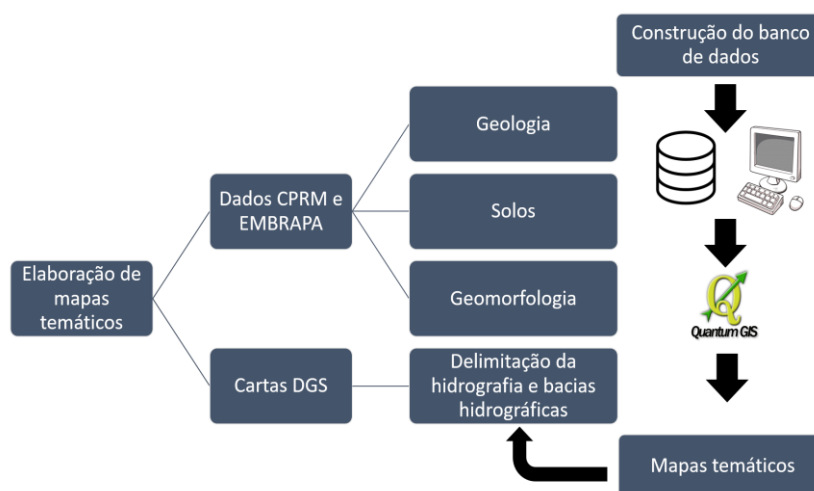 Construção do banco
de dados
Geologia
Dados CPRM e
EMBRAPA
Solos
Elaboração de
mapas
temáticos
Geomorfologia
Quantum GIS
Cartas DGS
Delimitação da
hidrografia e bacias
hidrográficas
Mapas temáticos